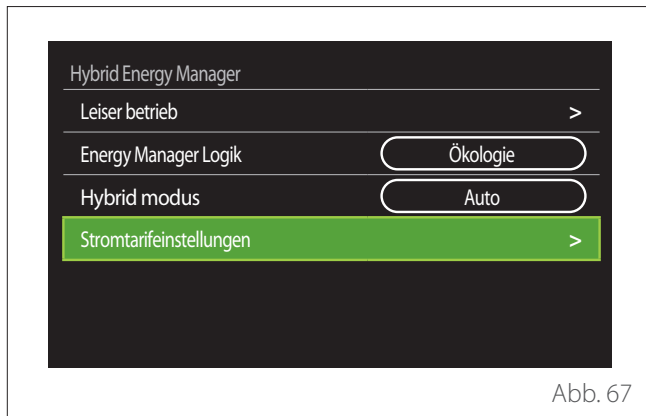 Hybrid Energy Manager
Leiser betrieb >
Energy Manager Logik Ökologie
Hybrid modus Auto
Stromtarifeinstellungen >
Abb. 67